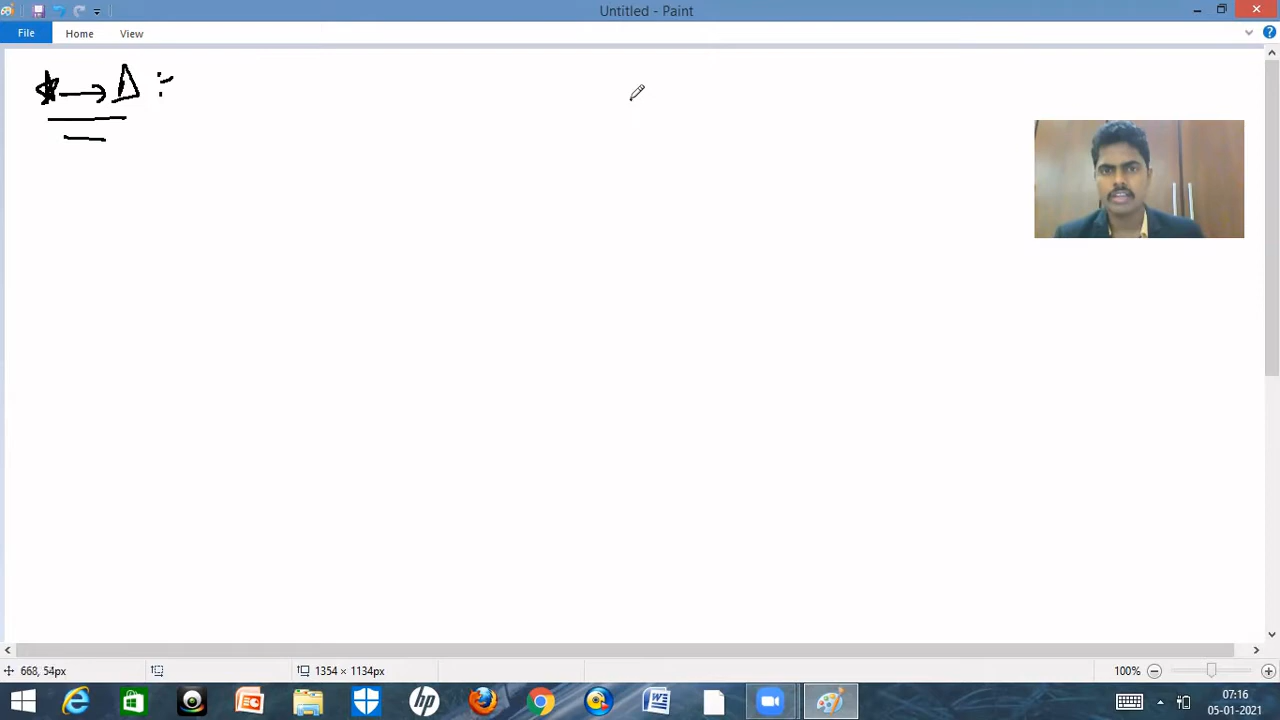 Untitled - Paint
File Home View
★→Δ :-
668, 54px
1354 × 1134px
100%
07:16
05-01-2021